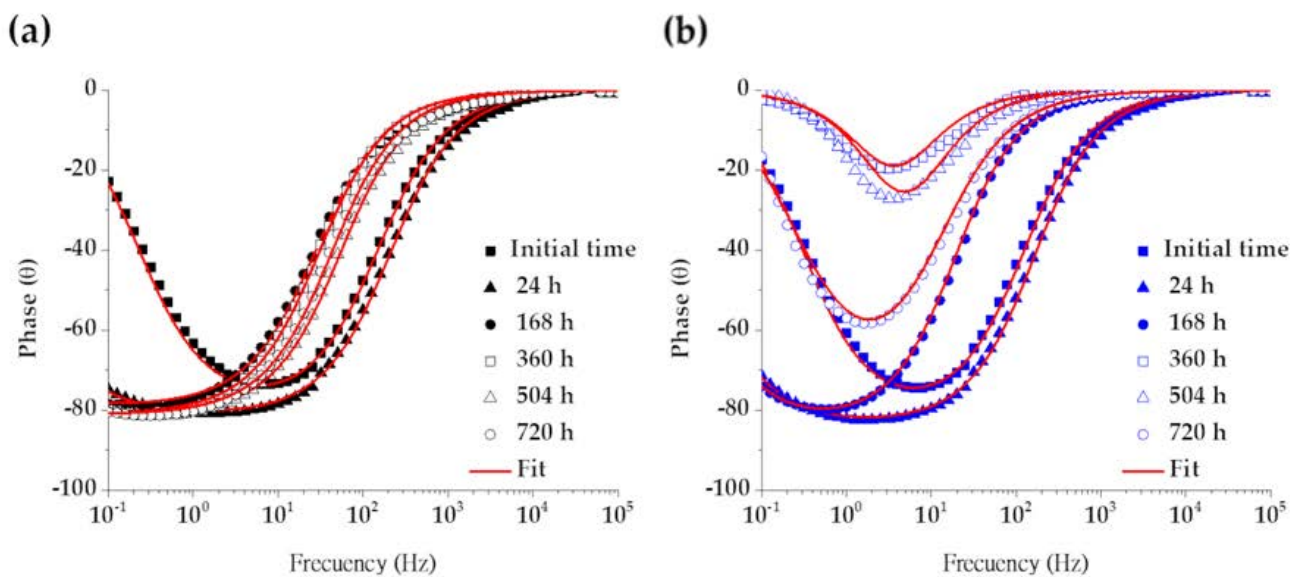 (a)
0
-20
-40
-60
-80
-100
Phase (θ)
10⁻¹ 10⁰ 10¹ 10² 10³ 10⁴ 10⁵
Frecuency (Hz)
Initial time
24 h
168 h
360 h
504 h
720 h
Fit
(b)
0
-20
-40
-60
-80
-100
Phase (θ)
10⁻¹ 10⁰ 10¹ 10² 10³ 10⁴ 10⁵
Frecuency (Hz)
Initial time
24 h
168 h
360 h
504 h
720 h
Fit